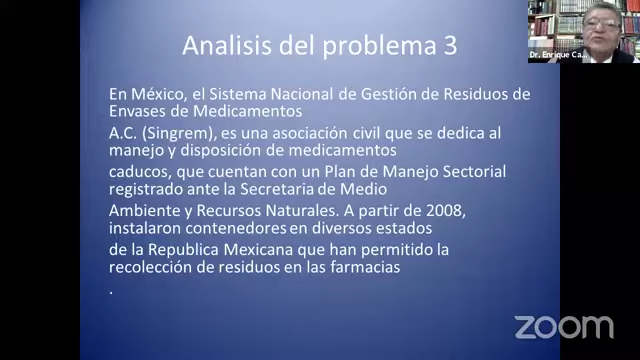 Analisis del problema 3
En México, el Sistema Nacional de Gestión de Residuos de
Envases de Medicamentos
A.C. (Singrem), es una asociación civil que se dedica al
manejo y disposición de medicamentos
caducos, que cuentan con un Plan de Manejo Sectorial
registrado ante la Secretaria de Medio
Ambiente y Recursos Naturales. A partir de 2008,
instalaron contenedores en diversos estados
de la Republica Mexicana que han permitido la
recolección de residuos en las farmacias
.
Dr. Enrique Ca...
zoom